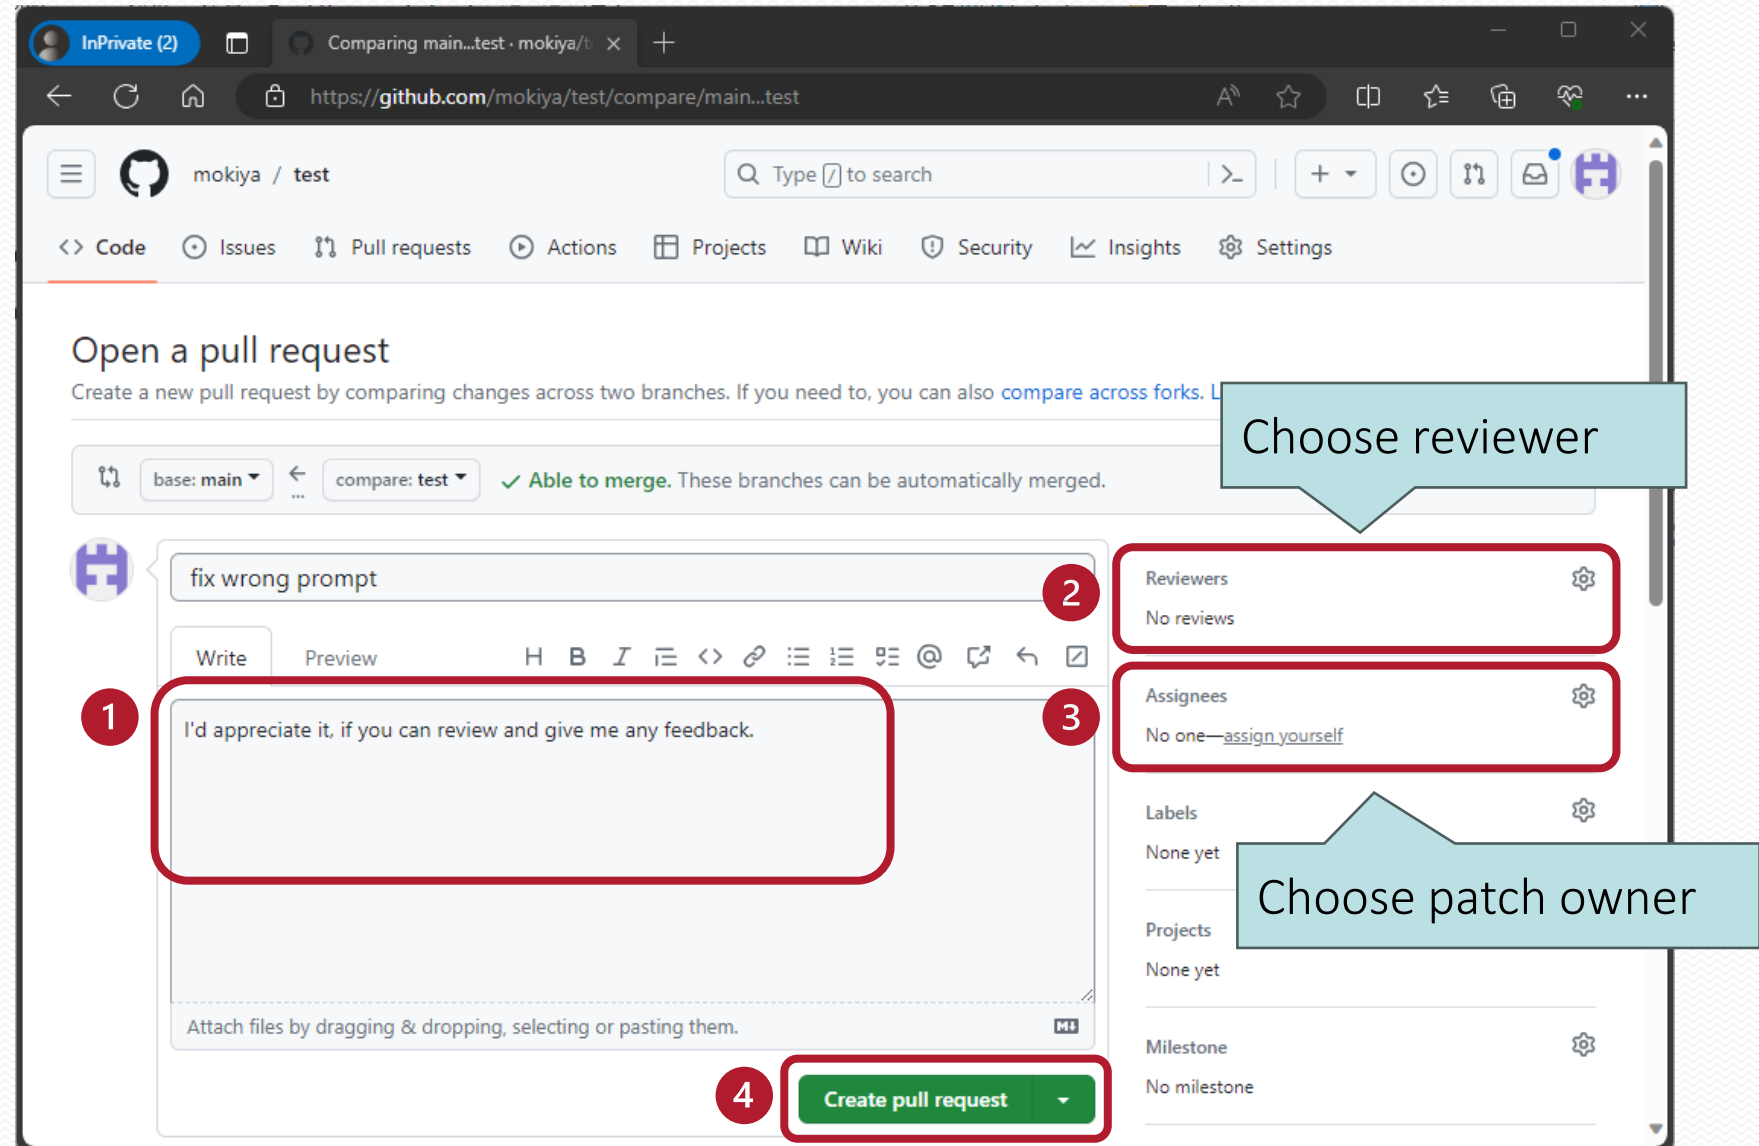 InPrivate (2)
Comparing main...test · mokiya/t
https://github.com/mokiya/test/compare/main...test
mokiya / test
Type / to search
Code Issues Pull requests Actions Projects Wiki Security Insights Settings
Open a pull request
Create a new pull request by comparing changes across two branches. If you need to, you can also compare across forks. L
Choose reviewer
base: main compare: test Able to merge. These branches can be automatically merged.
fix wrong prompt
2
Reviewers
No reviews
Write Preview
1
I'd appreciate it, if you can review and give me any feedback.
3
Assignees
No one—assign yourself
Labels
None yet
Choose patch owner
Projects
None yet
Attach files by dragging & dropping, selecting or pasting them.
Milestone
No milestone
4
Create pull request